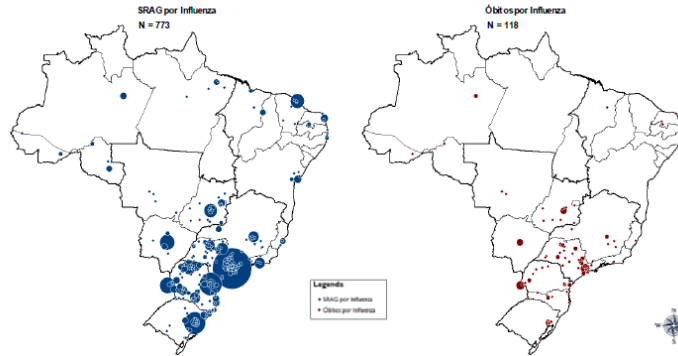 SRAG por Influenza
N = 773
Óbitos por Influenza
N = 118
Legenda
SRAG por Influenza
Óbitos por Influenza